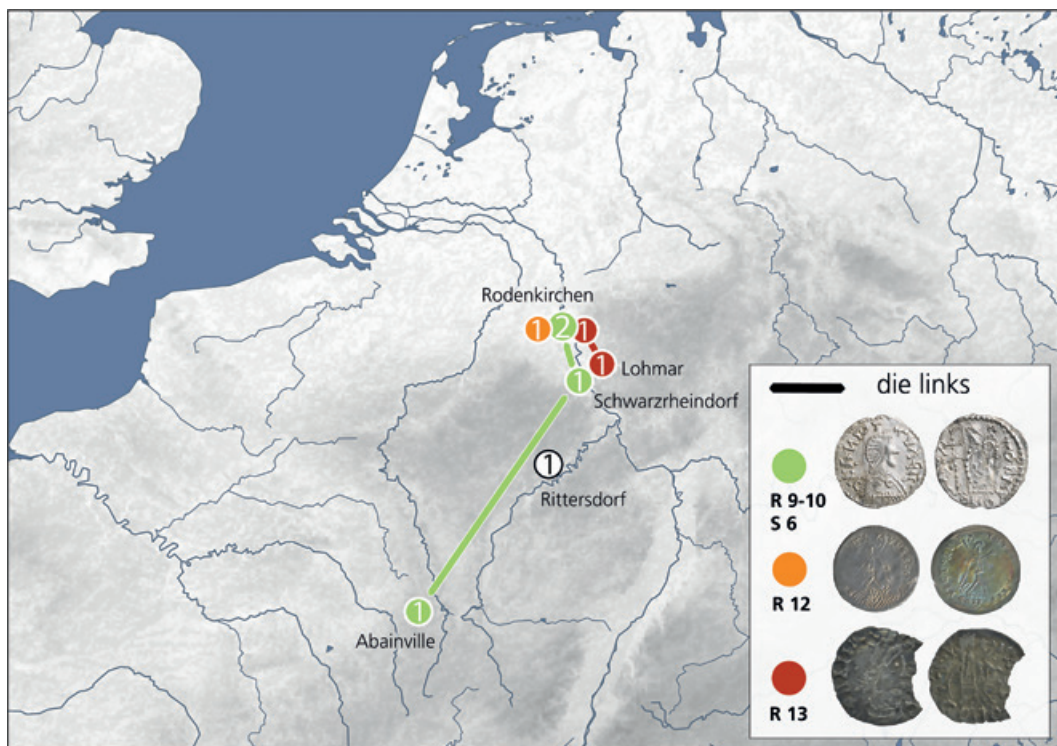 Rodenkirchen
1
2
1
1
Lohmar
1
Schwarzrheindorf
1
Rittersdorf
1
Abainville
die links
R 9-10
S 6
R 12
R 13